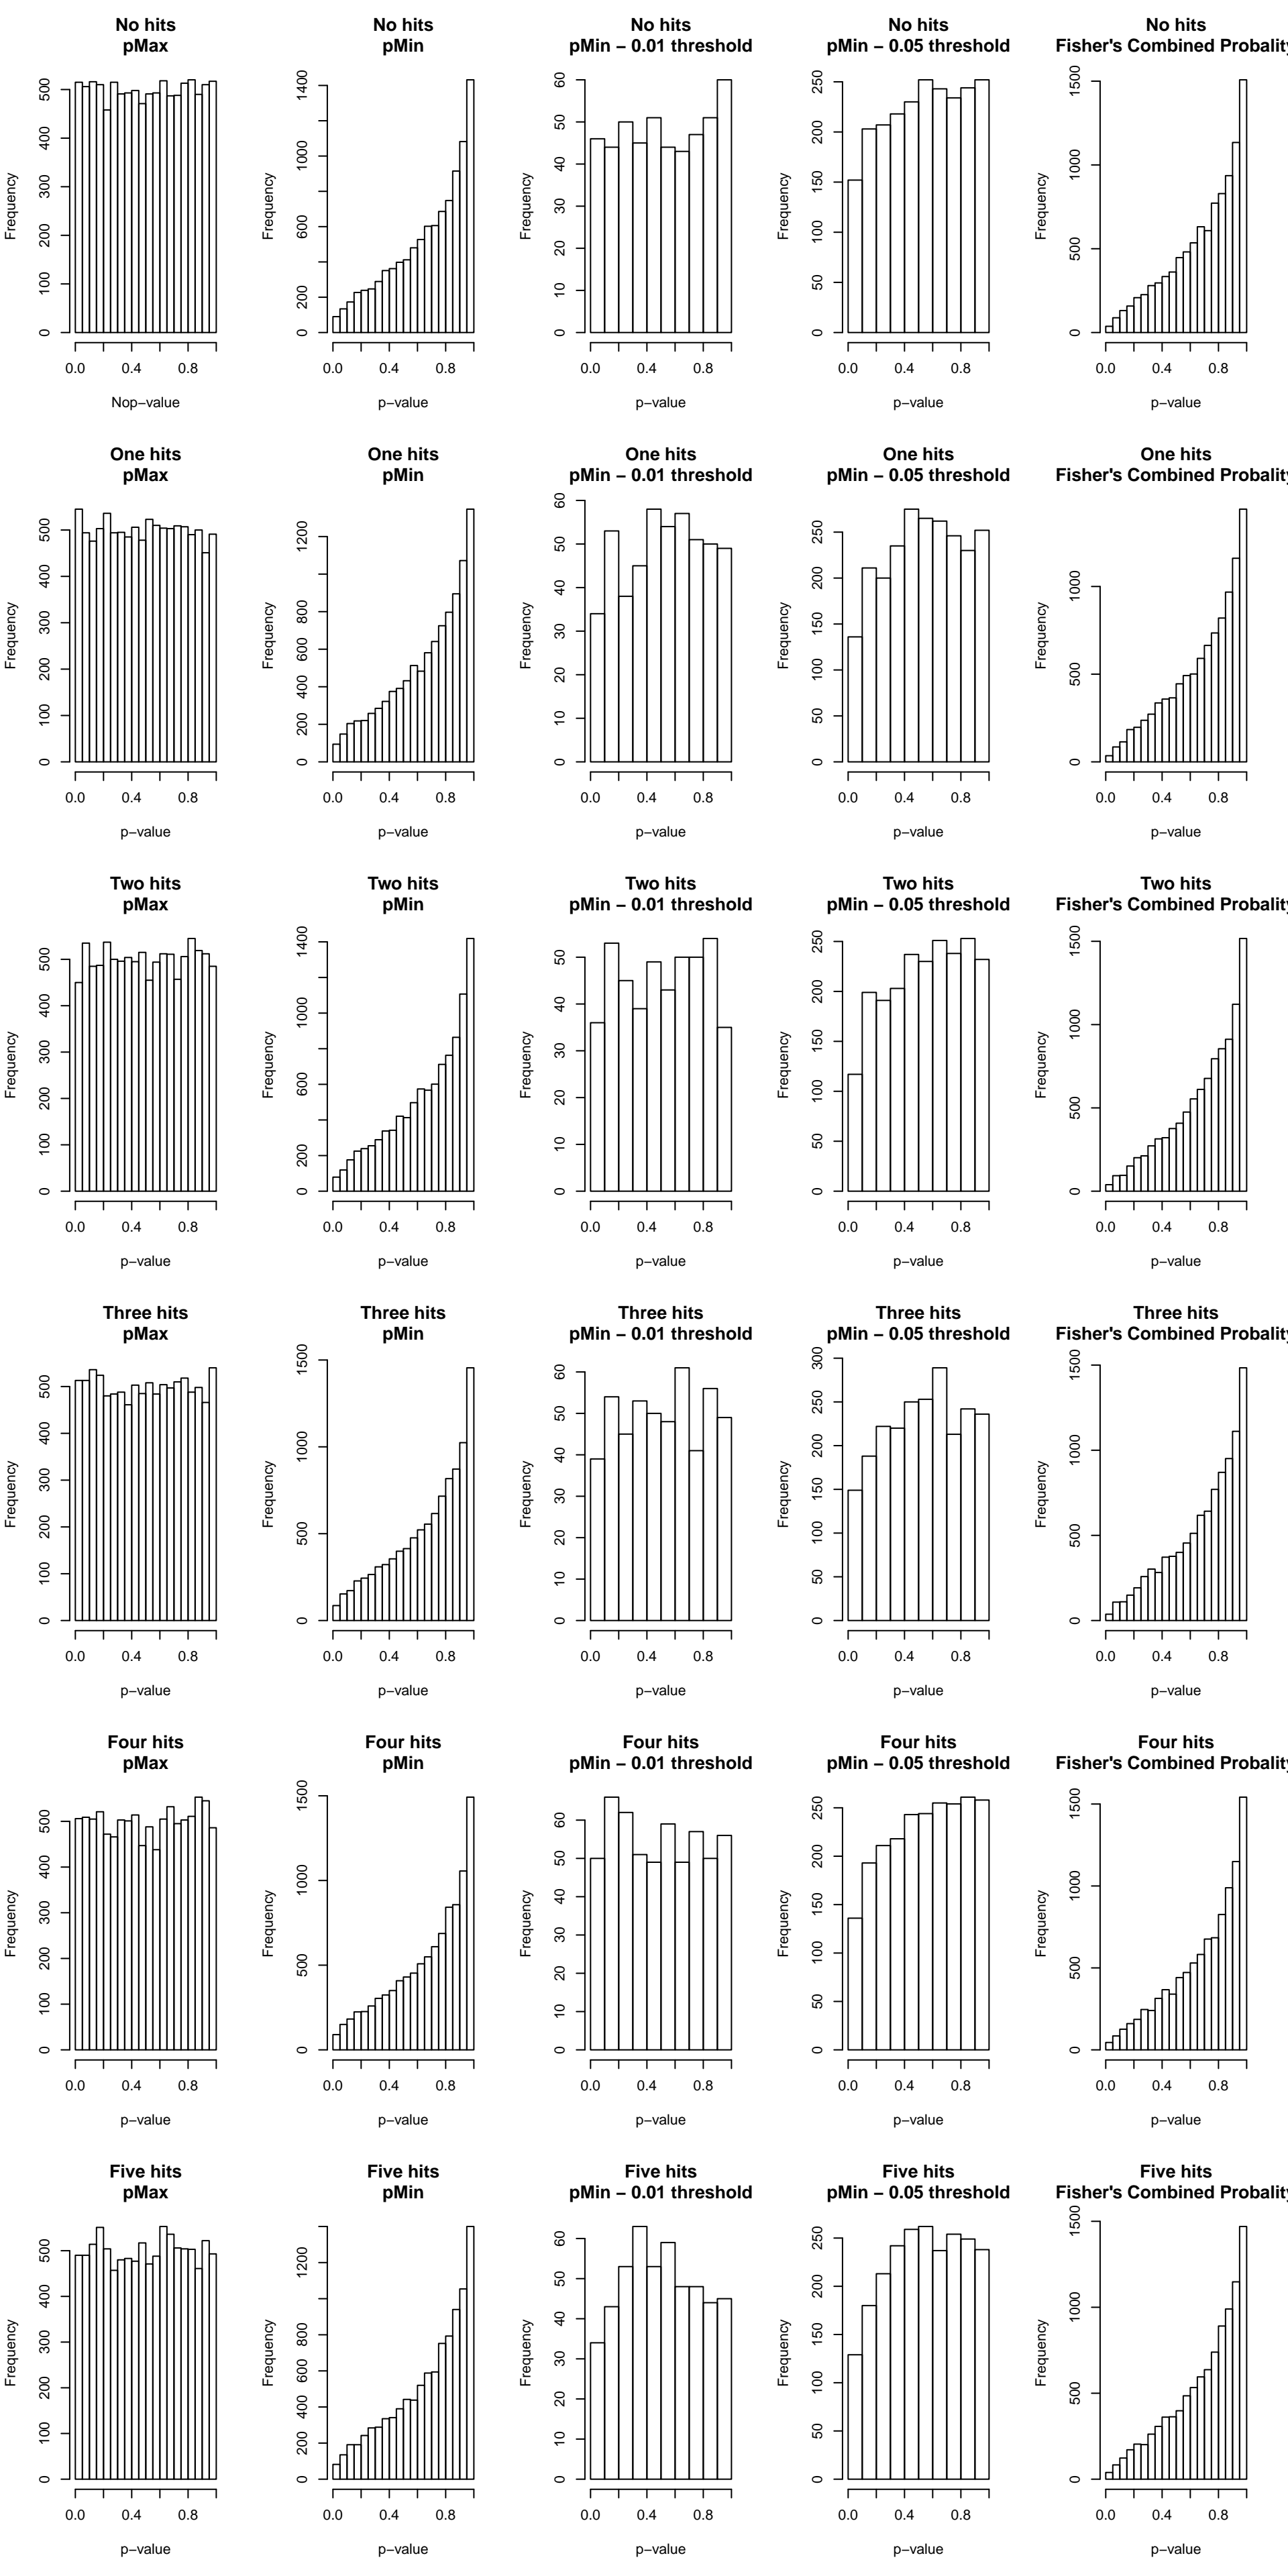 No hits
pMax
Frequency
0 100 200 300 400 500
0.0 0.4 0.8
Nop−value
No hits
pMin
Frequency
0 200 600 1000 1400
0.0 0.4 0.8
p−value
No hits
pMin − 0.01 threshold
Frequency
0 10 20 30 40 50 60
0.0 0.4 0.8
p−value
No hits
pMin − 0.05 threshold
Frequency
0 50 100 150 200 250
0.0 0.4 0.8
p−value
No hits
Fisher's Combined Probality
Frequency
0 500 1000 1500
0.0 0.4 0.8
p−value
One hits
pMax
Frequency
0 100 200 300 400 500
0.0 0.4 0.8
p−value
One hits
pMin
Frequency
0 200 400 600 800 1200
0.0 0.4 0.8
p−value
One hits
pMin − 0.01 threshold
Frequency
0 10 20 30 40 50 60
0.0 0.4 0.8
p−value
One hits
pMin − 0.05 threshold
Frequency
0 50 100 150 200 250
0.0 0.4 0.8
p−value
One hits
Fisher's Combined Probality
Frequency
0 500 1000
0.0 0.4 0.8
p−value
Two hits
pMax
Frequency
0 100 200 300 400 500
0.0 0.4 0.8
p−value
Two hits
pMin
Frequency
0 200 600 1000 1400
0.0 0.4 0.8
p−value
Two hits
pMin − 0.01 threshold
Frequency
0 10 20 30 40 50
0.0 0.4 0.8
p−value
Two hits
pMin − 0.05 threshold
Frequency
0 50 100 150 200 250
0.0 0.4 0.8
p−value
Two hits
Fisher's Combined Probality
Frequency
0 500 1000 1500
0.0 0.4 0.8
p−value
Three hits
pMax
Frequency
0 100 200 300 400 500
0.0 0.4 0.8
p−value
Three hits
pMin
Frequency
0 500 1000 1500
0.0 0.4 0.8
p−value
Three hits
pMin − 0.01 threshold
Frequency
0 10 20 30 40 50 60
0.0 0.4 0.8
p−value
Three hits
pMin − 0.05 threshold
Frequency
0 50 100 150 200 250 300
0.0 0.4 0.8
p−value
Three hits
Fisher's Combined Probality
Frequency
0 500 1000 1500
0.0 0.4 0.8
p−value
Four hits
pMax
Frequency
0 100 200 300 400 500
0.0 0.4 0.8
p−value
Four hits
pMin
Frequency
0 500 1000 1500
0.0 0.4 0.8
p−value
Four hits
pMin − 0.01 threshold
Frequency
0 10 20 30 40 50 60
0.0 0.4 0.8
p−value
Four hits
pMin − 0.05 threshold
Frequency
0 50 100 150 200 250
0.0 0.4 0.8
p−value
Four hits
Fisher's Combined Probality
Frequency
0 500 1000 1500
0.0 0.4 0.8
p−value
Five hits
pMax
Frequency
0 100 200 300 400 500
0.0 0.4 0.8
p−value
Five hits
pMin
Frequency
0 200 400 600 800 1200
0.0 0.4 0.8
p−value
Five hits
pMin − 0.01 threshold
Frequency
0 10 20 30 40 50 60
0.0 0.4 0.8
p−value
Five hits
pMin − 0.05 threshold
Frequency
0 50 100 150 200 250
0.0 0.4 0.8
p−value
Five hits
Fisher's Combined Probality
Frequency
0 500 1000 1500
0.0 0.4 0.8
p−value